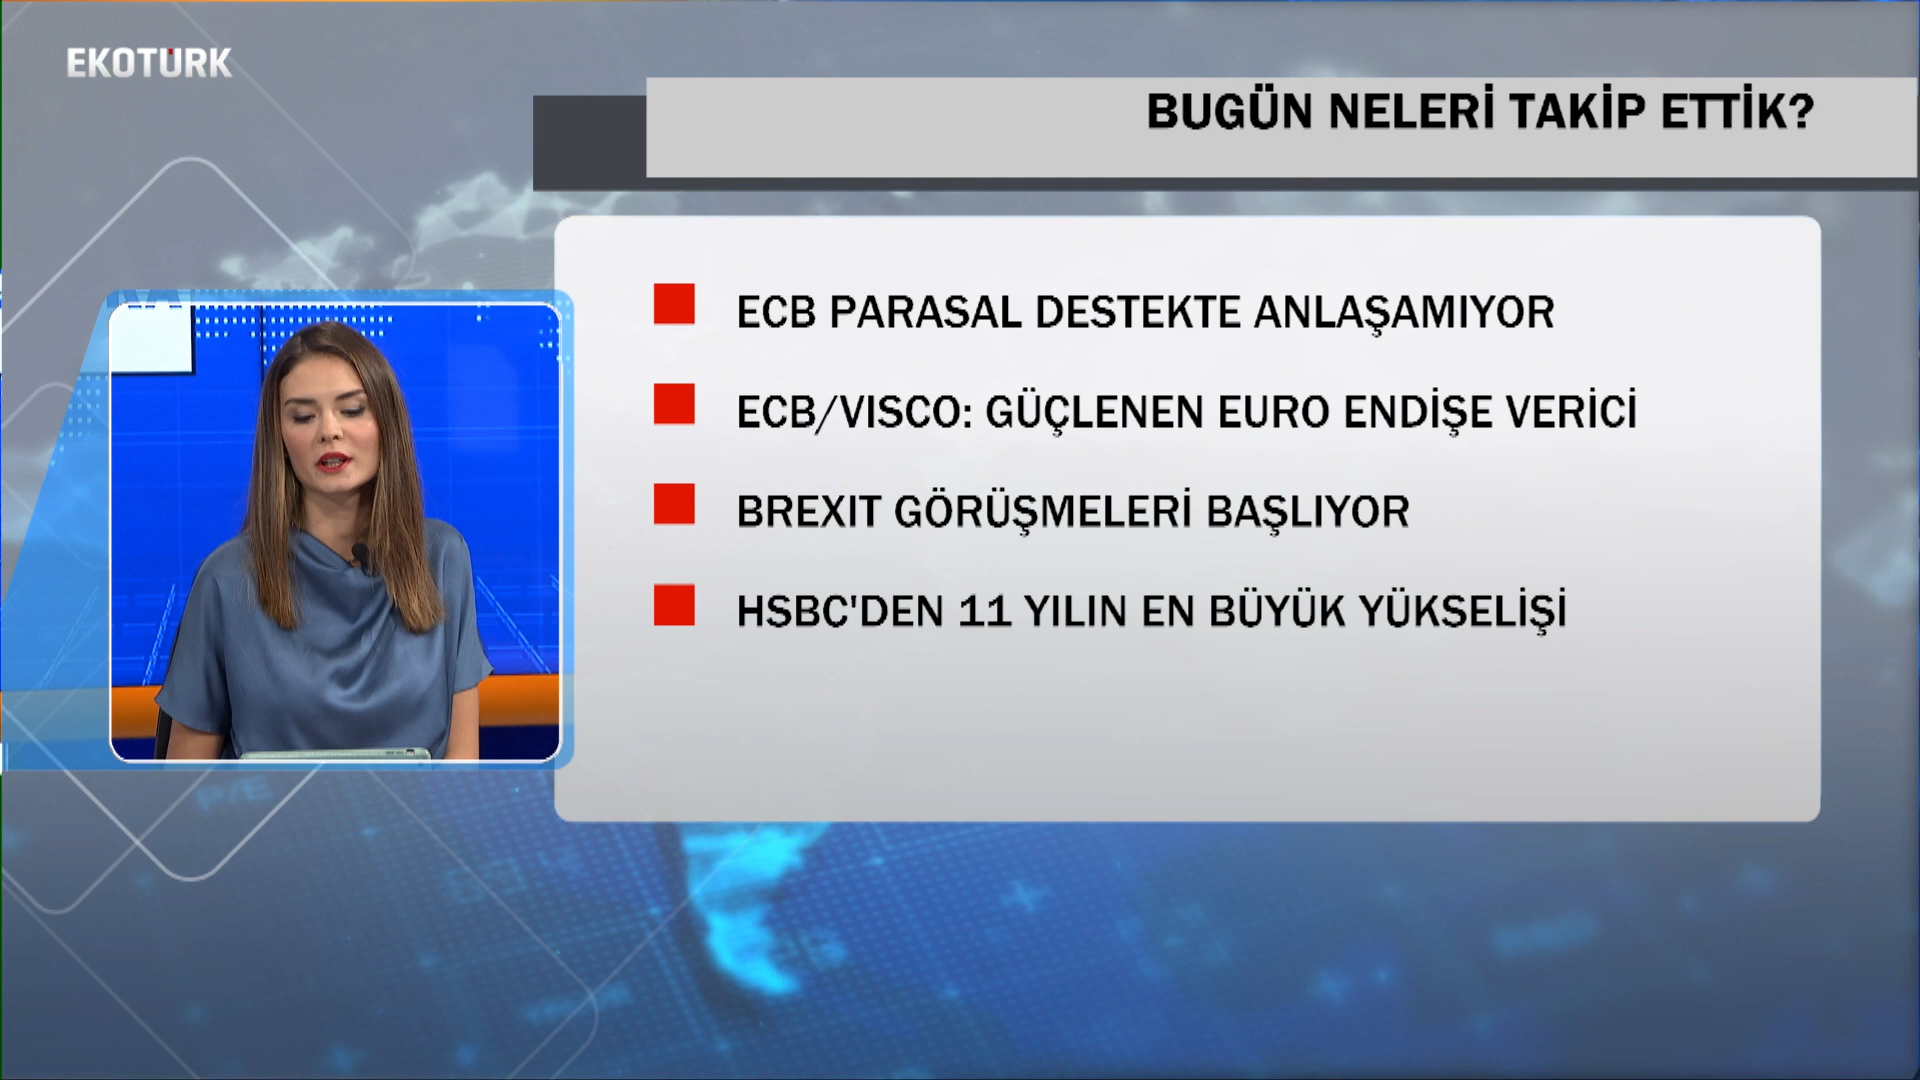 EKOTÜRK
BUGÜN NELERİ TAKİP ETTİK?
ECB PARASAL DESTEKTE ANLAŞAMIYOR
ECB/VISCO: GÜÇLENEN EURO ENDİŞE VERİCİ
BREXIT GÖRÜŞMELERİ BAŞLIYOR
HSBC'DEN 11 YILIN EN BÜYÜK YÜKSELİŞİ
P/E